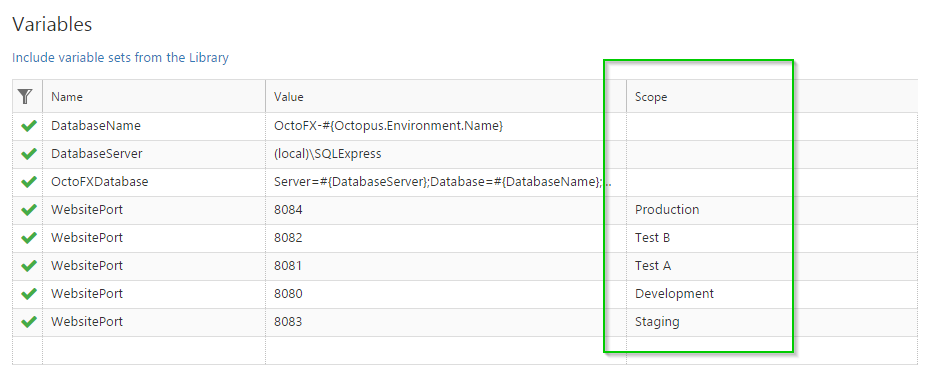 Variables
Include variable sets from the Library
Name Value Scope
DatabaseName OctoFX-#{Octopus.Environment.Name}
DatabaseServer (local)\SQLExpress
OctoFXDatabase Server=#{DatabaseServer};Database=#{DatabaseName};...
WebsitePort 8084 Production
WebsitePort 8082 Test B
WebsitePort 8081 Test A
WebsitePort 8080 Development
WebsitePort 8083 Staging